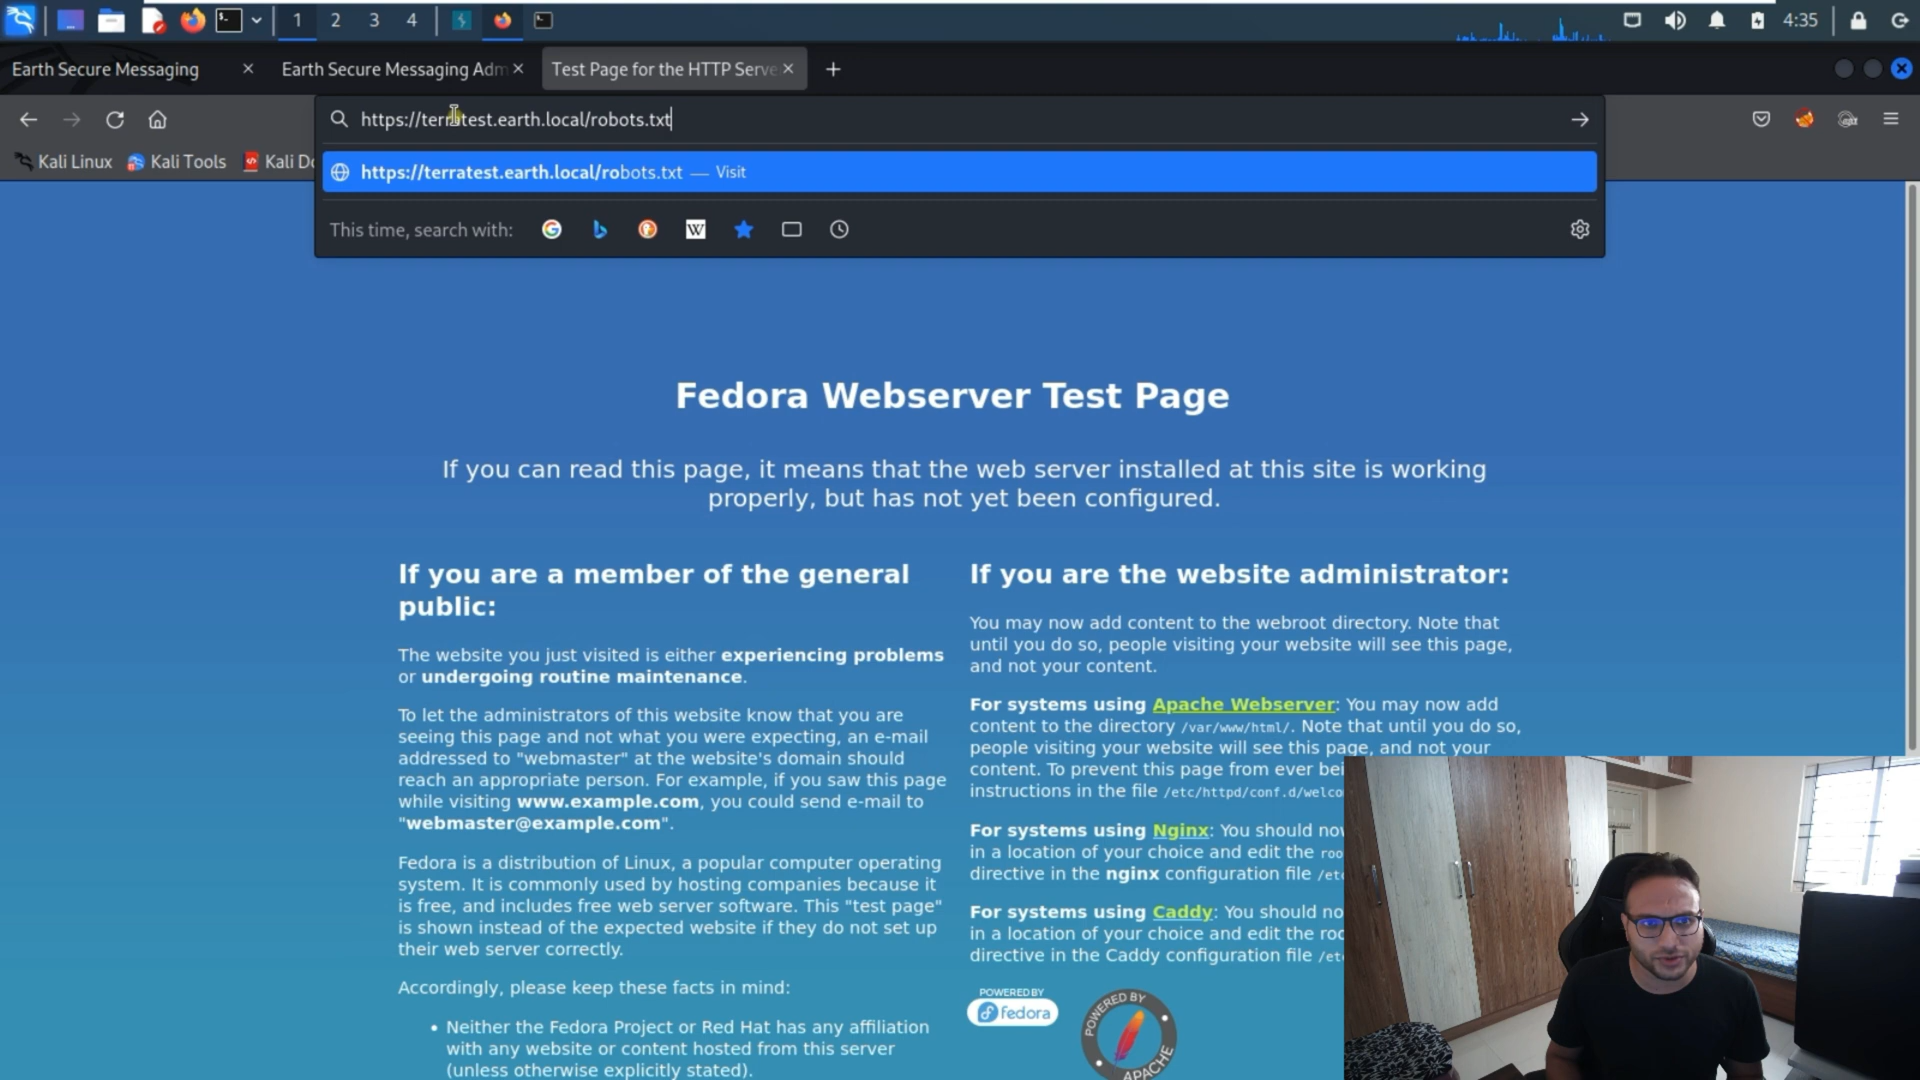 1 2 3 4
4:35
Earth Secure Messaging
Earth Secure Messaging Adm
Test Page for the HTTP Serve
https://terratest.earth.local/robots.txt
Kali Linux
Kali Tools
Kali Do
https://terratest.earth.local/robots.txt — Visit
This time, search with:
Fedora Webserver Test Page
If you can read this page, it means that the web server installed at this site is working
properly, but has not yet been configured.
If you are a member of the general
public:
The website you just visited is either experiencing problems
or undergoing routine maintenance.
To let the administrators of this website know that you are
seeing this page and not what you were expecting, an e-mail
addressed to "webmaster" at the website's domain should
reach an appropriate person. For example, if you saw this page
while visiting www.example.com, you could send e-mail to
"webmaster@example.com".
Fedora is a distribution of Linux, a popular computer operating
system. It is commonly used by hosting companies because it
is free, and includes free web server software. This "test page"
is shown instead of the expected website if they do not set up
their web server correctly.
Accordingly, please keep these facts in mind:
• Neither the Fedora Project or Red Hat has any affiliation
with any website or content hosted from this server
(unless otherwise explicitly stated).
If you are the website administrator:
You may now add content to the webroot directory. Note that
until you do so, people visiting your website will see this page,
and not your content.
For systems using Apache Webserver: You may now add
content to the directory /var/www/html/. Note that until you do so,
people visiting your website will see this page, and not your
content. To prevent this page from ever bei
instructions in the file /etc/httpd/conf.d/welco
For systems using Nginx: You should now
in a location of your choice and edit the roo
directive in the nginx configuration file /etc
For systems using Caddy: You should no
in a location of your choice and edit the roo
directive in the Caddy configuration file /etc
POWERED BY
fedora
POWERED BY
APACHE